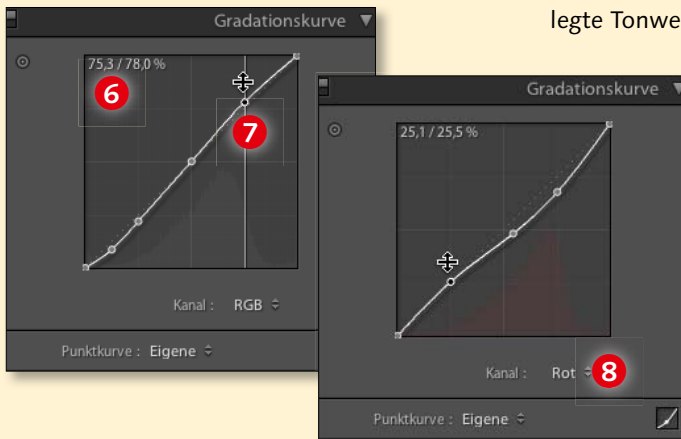 legte Tonwe
Gradationskurve
75,3 / 78,0 %
6
7
Kanal : RGB
Punktkurve : Eigene
Gradationskurve
25,1 / 25,5 %
Kanal : Rot
8
Punktkurve : Eigene